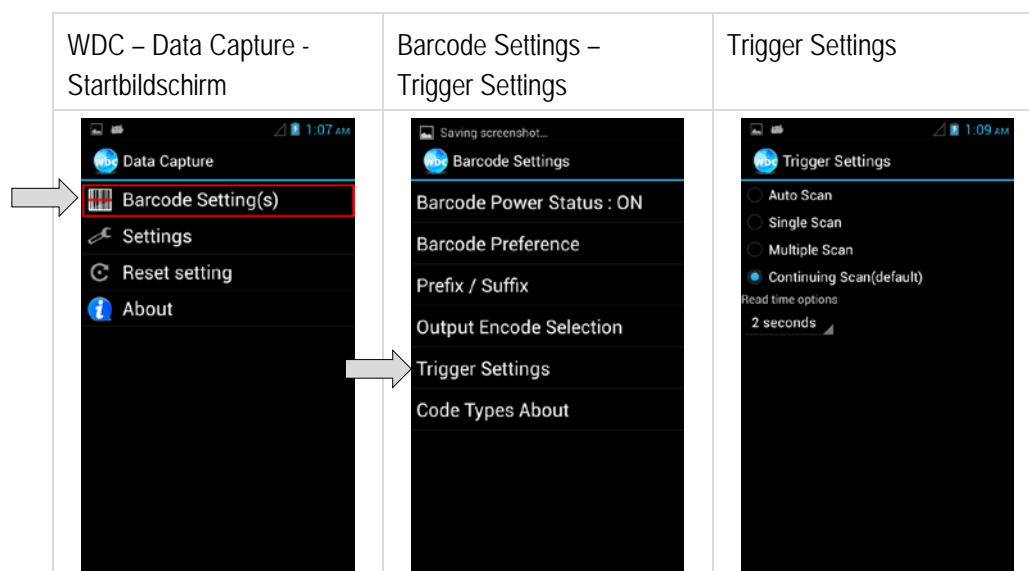 WDC – Data Capture -
Startbildschirm
Barcode Settings –
Trigger Settings
Trigger Settings
1:07 AM
wDc Data Capture
Barcode Setting(s)
Settings
Reset setting
About
Saving screenshot...
wDc Barcode Settings
Barcode Power Status : ON
Barcode Preference
Prefix / Suffix
Output Encode Selection
Trigger Settings
Code Types About
1:09 AM
wDc Trigger Settings
Auto Scan
Single Scan
Multiple Scan
Continuing Scan(default)
Read time options
2 seconds